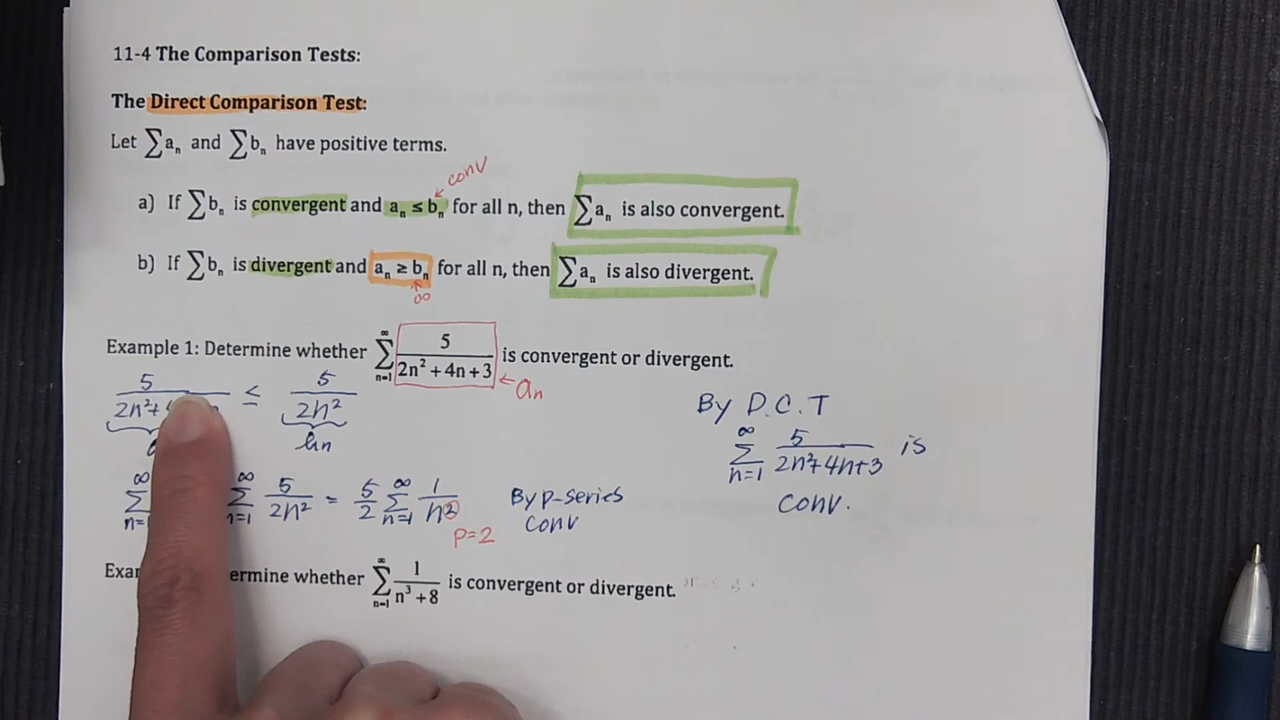 11-4 The Comparison Tests:
The Direct Comparison Test:
Let ∑aₙ and ∑bₙ have positive terms.
conv
a) If ∑bₙ is convergent and aₙ ≤ bₙ for all n, then ∑aₙ is also convergent.
b) If ∑bₙ is divergent and aₙ ≥ bₙ for all n, then ∑aₙ is also divergent.
∞
Example 1: Determine whether ∑_{n=1}^{∞} 5/(2n² + 4n + 3) is convergent or divergent.
← aₙ
5/(2n²+ ≤ 5/(2n²)
bn
By D.C.T
∑_{n=1}^{∞} 5/(2n²+4n+3) is
conv.
∞ ∑ n= ∑_{n=1}^{∞} 5/(2n²) = 5/2 ∑_{n=1}^{∞} 1/n² By p-series
conv
P=2
∑_{n=1}^{∞} 1/(n³ + 8) is convergent or divergent.